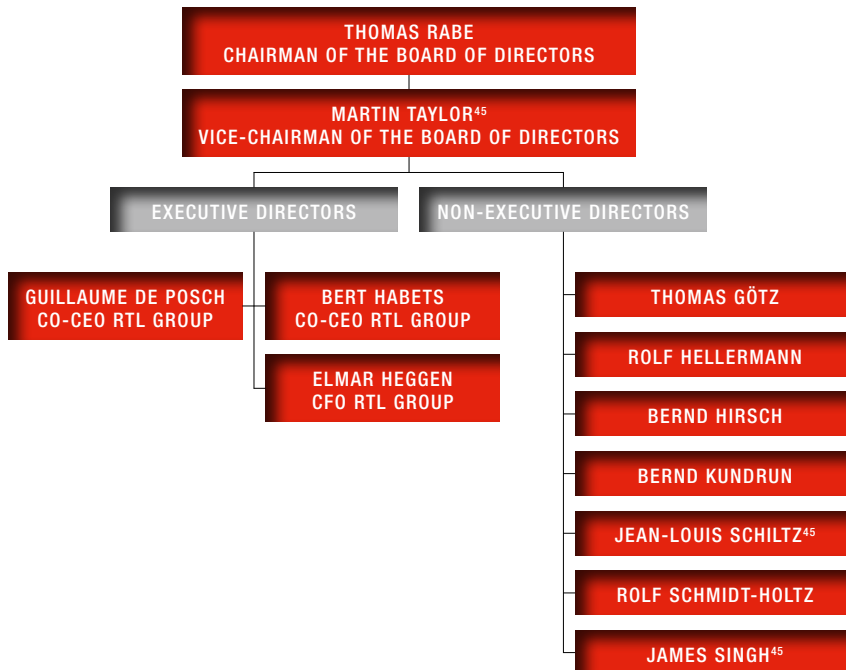 THOMAS RABE
CHAIRMAN OF THE BOARD OF DIRECTORS
MARTIN TAYLOR⁴⁵
VICE-CHAIRMAN OF THE BOARD OF DIRECTORS
EXECUTIVE DIRECTORS
NON-EXECUTIVE DIRECTORS
GUILLAUME DE POSCH
CO-CEO RTL GROUP
BERT HABETS
CO-CEO RTL GROUP
ELMAR HEGGEN
CFO RTL GROUP
THOMAS GÖTZ
ROLF HELLERMANN
BERND HIRSCH
BERND KUNDRUN
JEAN-LOUIS SCHILTZ⁴⁵
ROLF SCHMIDT-HOLTZ
JAMES SINGH⁴⁵